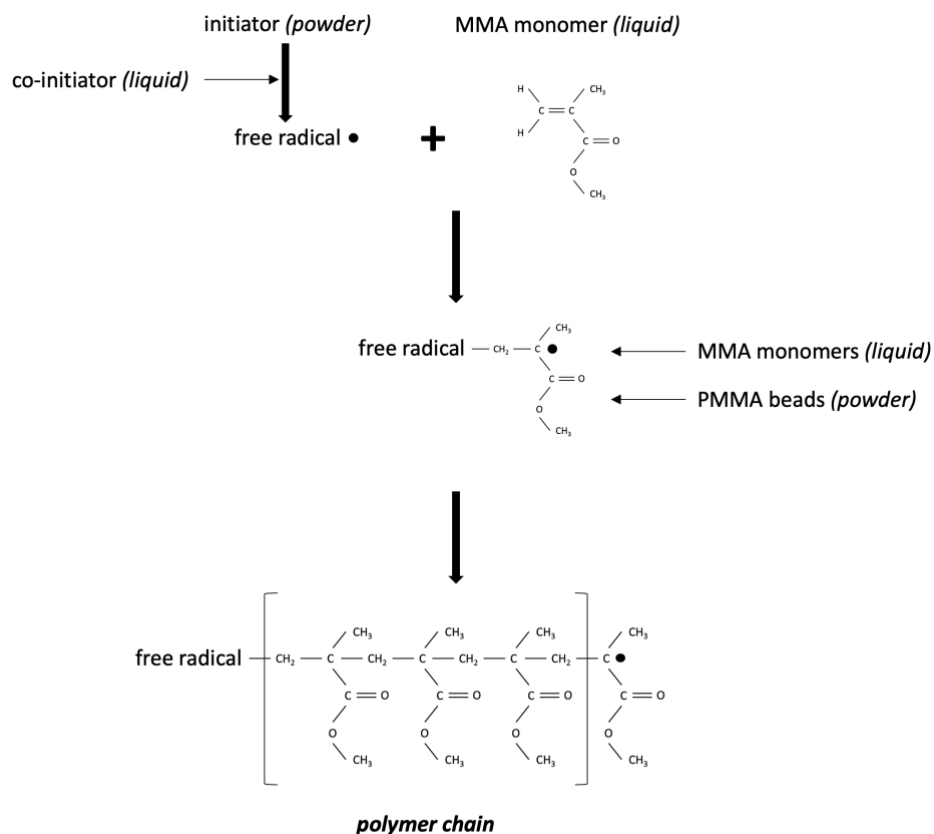 initiator (powder)
MMA monomer (liquid)
co-initiator (liquid)
free radical ●
+
H
CH₃
C
C
H
C
O
O
CH₃
CH₃
free radical
CH₂
C ●
MMA monomers (liquid)
C
O
PMMA beads (powder)
O
CH₃
CH₃
CH₃
CH₃
CH₃
free radical
CH₂
C
CH₂
C
CH₂
C
CH₂
C ●
C
O
C
O
C
O
C
O
O
O
O
O
CH₃
CH₃
CH₃
CH₃
polymer chain